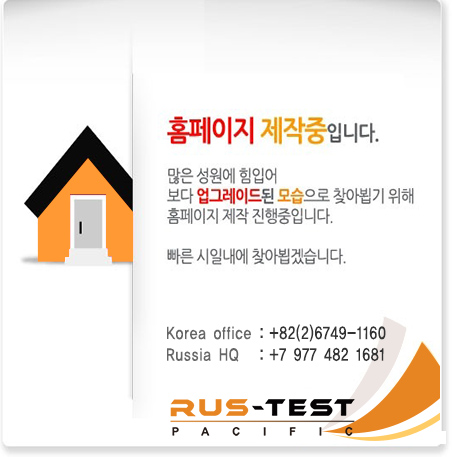 홈페이지 제작중입니다.
많은 성원에 힘입어
보다 업그레이드된 모습으로 찾아뵙기 위해
홈페이지 제작 진행중입니다.
빠른 시일내에 찾아뵙겠습니다.
Korea office : +82(2)6749-1160
Russia HQ : +7 977 482 1681
RUS-TEST
PACIFIC